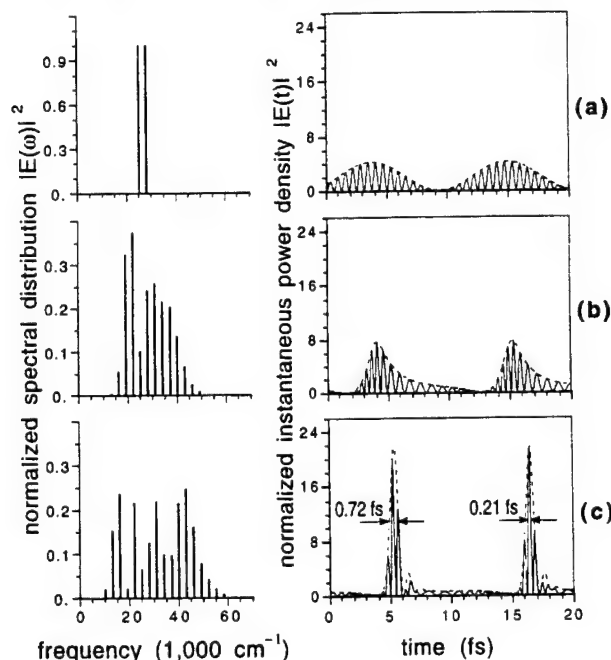 0.9
0.6
0.3
0.
24
16
8
0
(a)
0.3
0.2
0.1
0.
24
16
8
0
(b)
0.3
0.2
0.1
0.
0 20 40 60
24
16
8
0
0 5 10 15 20
0.72 fs
0.21 fs
(c)
normalized spectral distribution |E(ω)| 2
normalized instantaneous power density |E(t)| 2
frequency (1,000 cm-1)
time (fs)